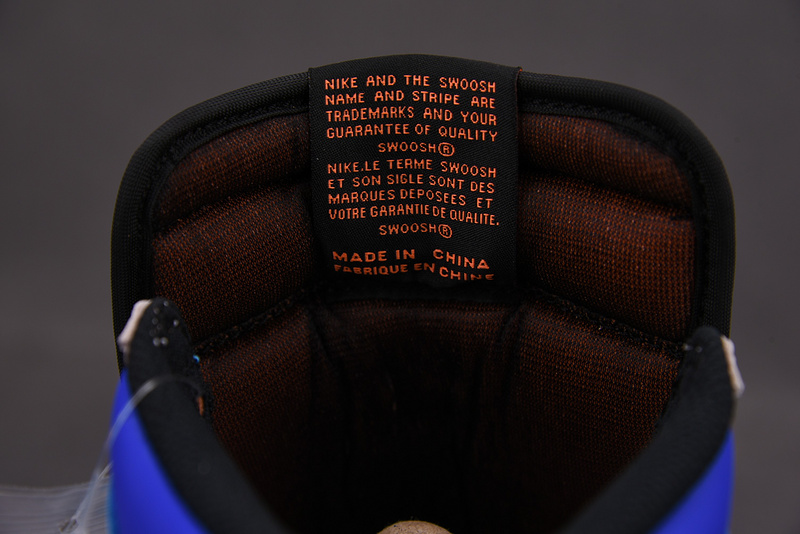 NIKE AND THE SWOOSH
NAME AND STRIPE ARE
TRADEMARKS AND YOUR
GUARANTEE OF QUALITY
SWOOSH®
NIKE.LE TERME SWOOSH
ET SON SIGLE SONT DES
MARQUES DEPOSEES ET
VOTRE GARANTIE DE QUALITE.
SWOOSH®
MADE IN CHINA
FABRIQUE EN CHINE